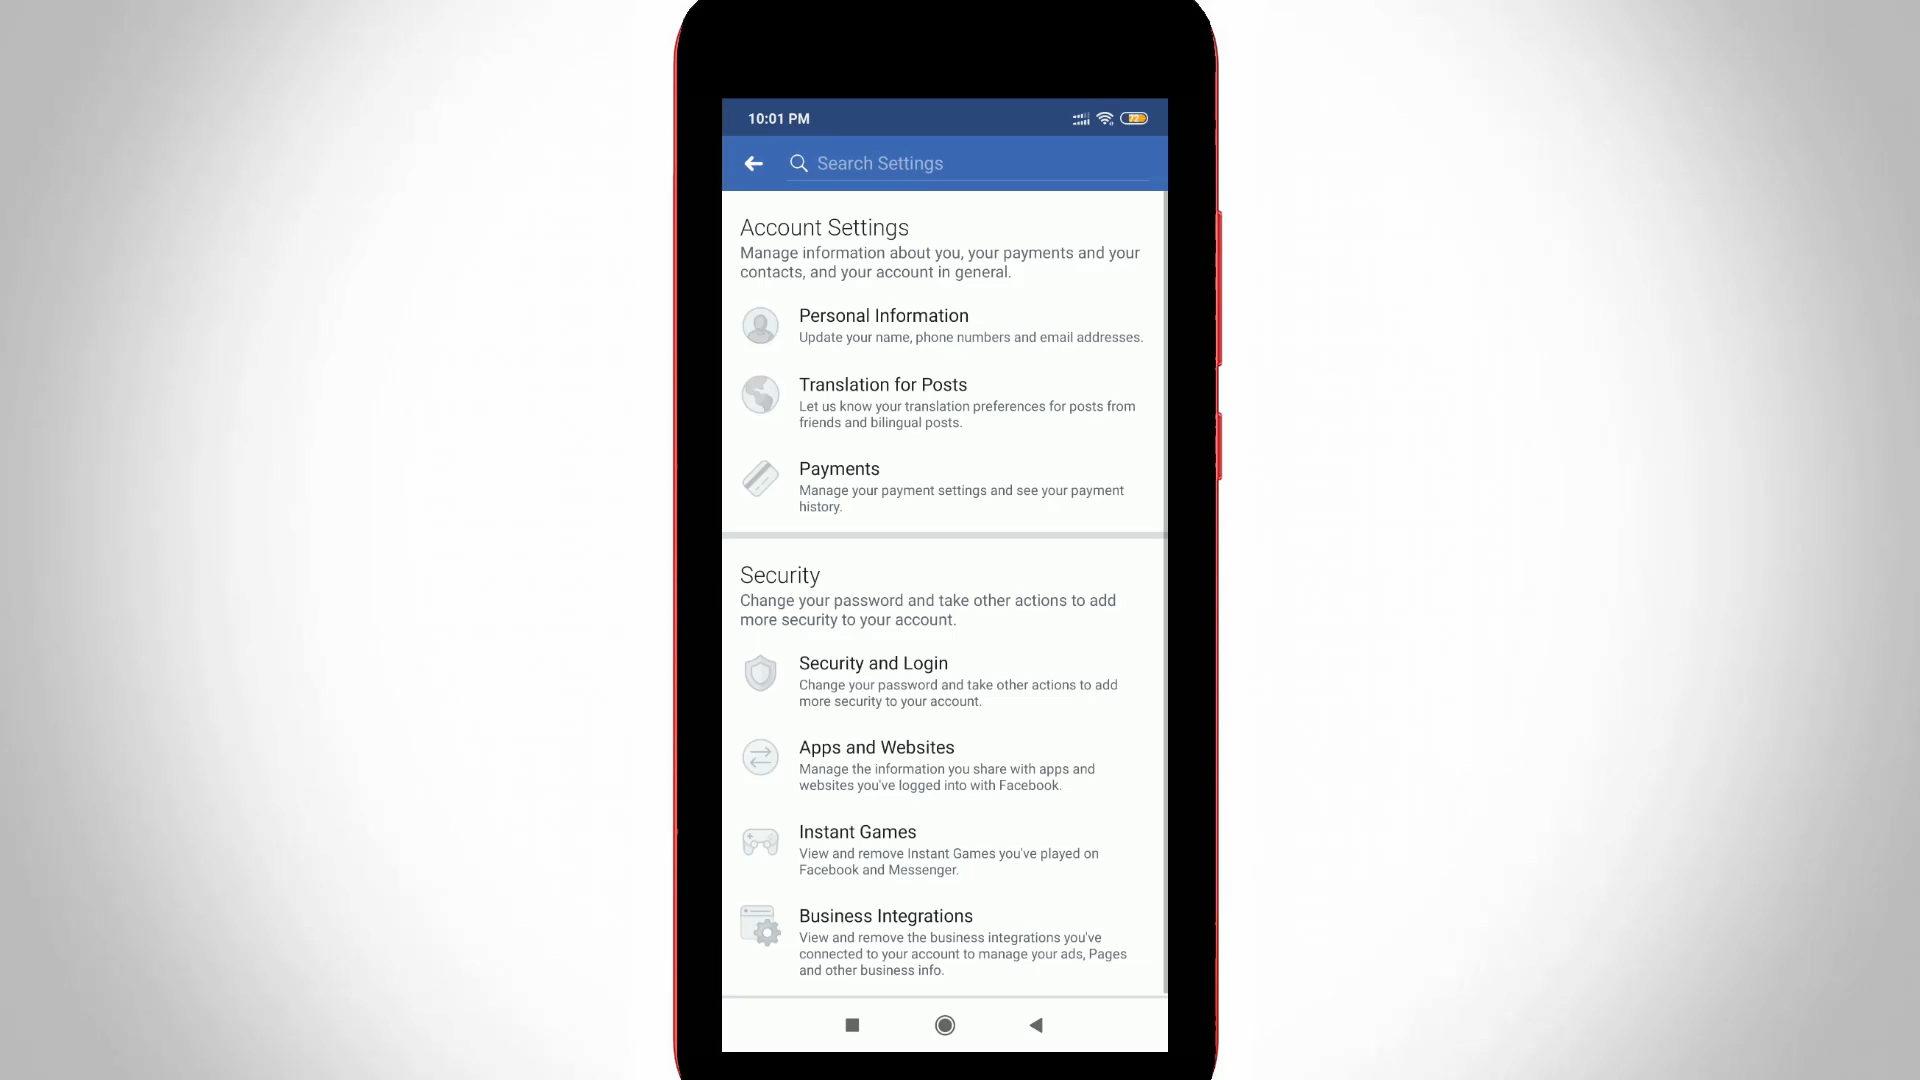 10:01 PM
72
Search Settings
Account Settings
Manage information about you, your payments and your
contacts, and your account in general.
Personal Information
Update your name, phone numbers and email addresses.
Translation for Posts
Let us know your translation preferences for posts from
friends and bilingual posts.
Payments
Manage your payment settings and see your payment
history.
Security
Change your password and take other actions to add
more security to your account.
Security and Login
Change your password and take other actions to add
more security to your account.
Apps and Websites
Manage the information you share with apps and
websites you've logged into with Facebook.
Instant Games
View and remove Instant Games you've played on
Facebook and Messenger.
Business Integrations
View and remove the business integrations you've
connected to your account to manage your ads, Pages
and other business info.